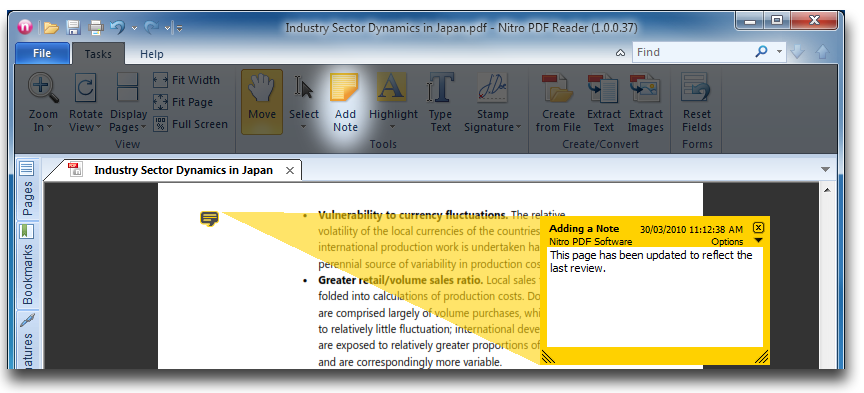 Industry Sector Dynamics in Japan.pdf - Nitro PDF Reader (1.0.0.37)
File Tasks Help Find
Zoom In Rotate View Display Pages Fit Width Fit Page Full Screen Move Select Add Note Highlight Type Text Stamp Signature Create from File Extract Text Extract Images Reset Fields
View Tools Create/Convert Forms
Industry Sector Dynamics in Japan
Pages
Bookmarks
• Vulnerability to currency fluctuations. The relative
volatility of the local currencies of the countries
international production work is undertaken
perennial source of variability in production
• Greater retail/volume sales ratio. Local sales
folded into calculations of production costs.
are comprised largely of volume purchases,
to relatively little fluctuation; international
are exposed to relatively greater proportions of
and are correspondingly more variable.
Adding a Note 30/03/2010 11:12:38 AM
Nitro PDF Software Options
This page has been updated to reflect the
last review.